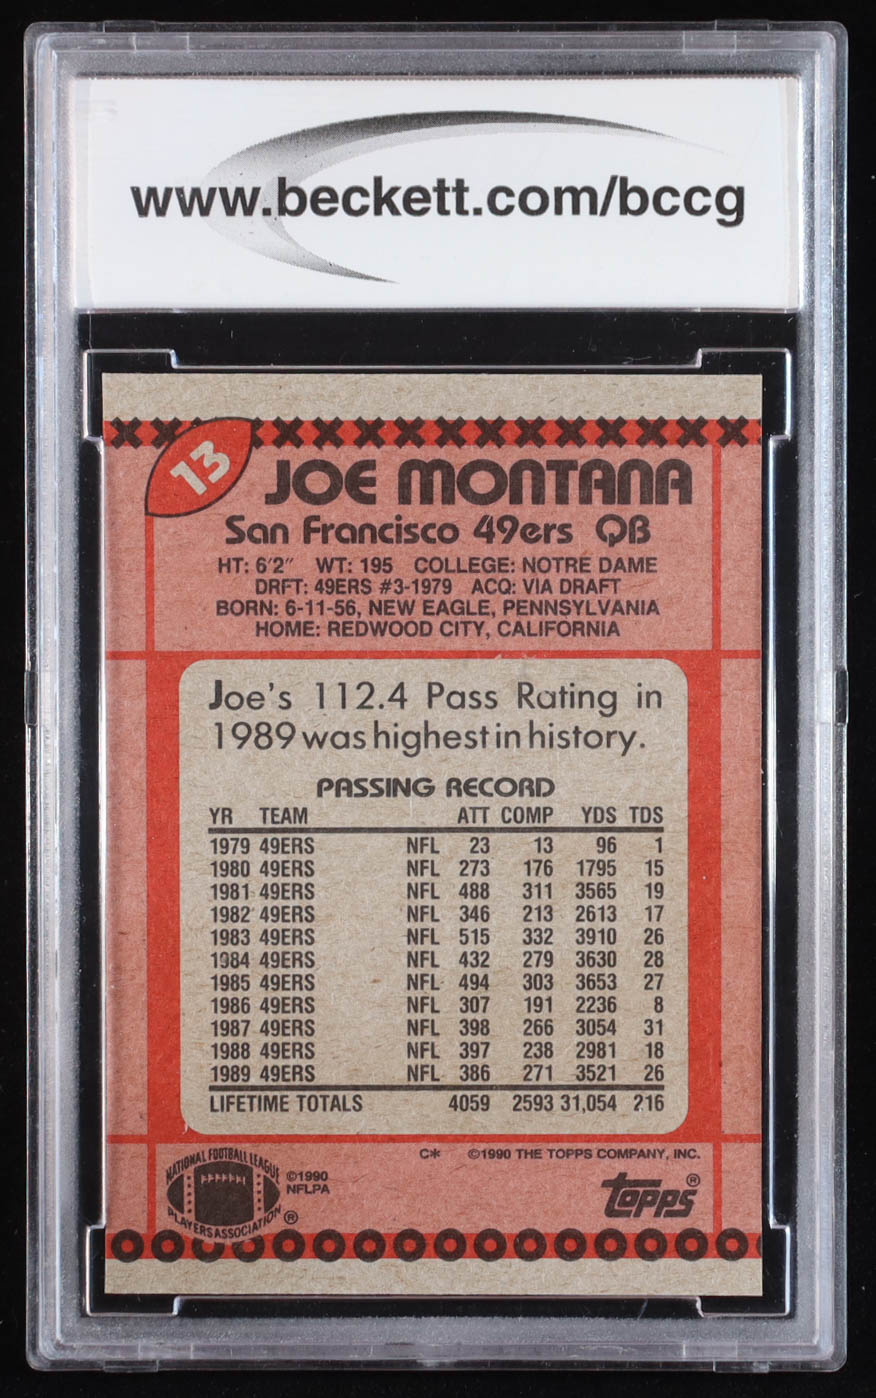 www.beckett.com/bccg
13
JOE MONTANA
San Francisco 49ers QB
HT: 6'2" WT: 195 COLLEGE: NOTRE DAME
DRFT: 49ERS #3-1979 ACQ: VIA DRAFT
BORN: 6-11-56, NEW EAGLE, PENNSYLVANIA
HOME: REDWOOD CITY, CALIFORNIA
Joe's 112.4 Pass Rating in
1989 was highest in history.
PASSING RECORD
YR TEAM ATT COMP YDS TDS
1979 49ERS NFL 23 13 96 1
1980 49ERS NFL 273 176 1795 15
1981 49ERS NFL 488 311 3565 19
1982 49ERS NFL 346 213 2613 17
1983 49ERS NFL 515 332 3910 26
1984 49ERS NFL 432 279 3630 28
1985 49ERS NFL 494 303 3653 27
1986 49ERS NFL 307 191 2236 8
1987 49ERS NFL 398 266 3054 31
1988 49ERS NFL 397 238 2981 18
1989 49ERS NFL 386 271 3521 26
LIFETIME TOTALS 4059 2593 31,054 216
C* ©1990 THE TOPPS COMPANY, INC.
NATIONAL FOOTBALL LEAGUE
PLAYERS ASSOCIATION ®
©1990
NFLPA
Topps®